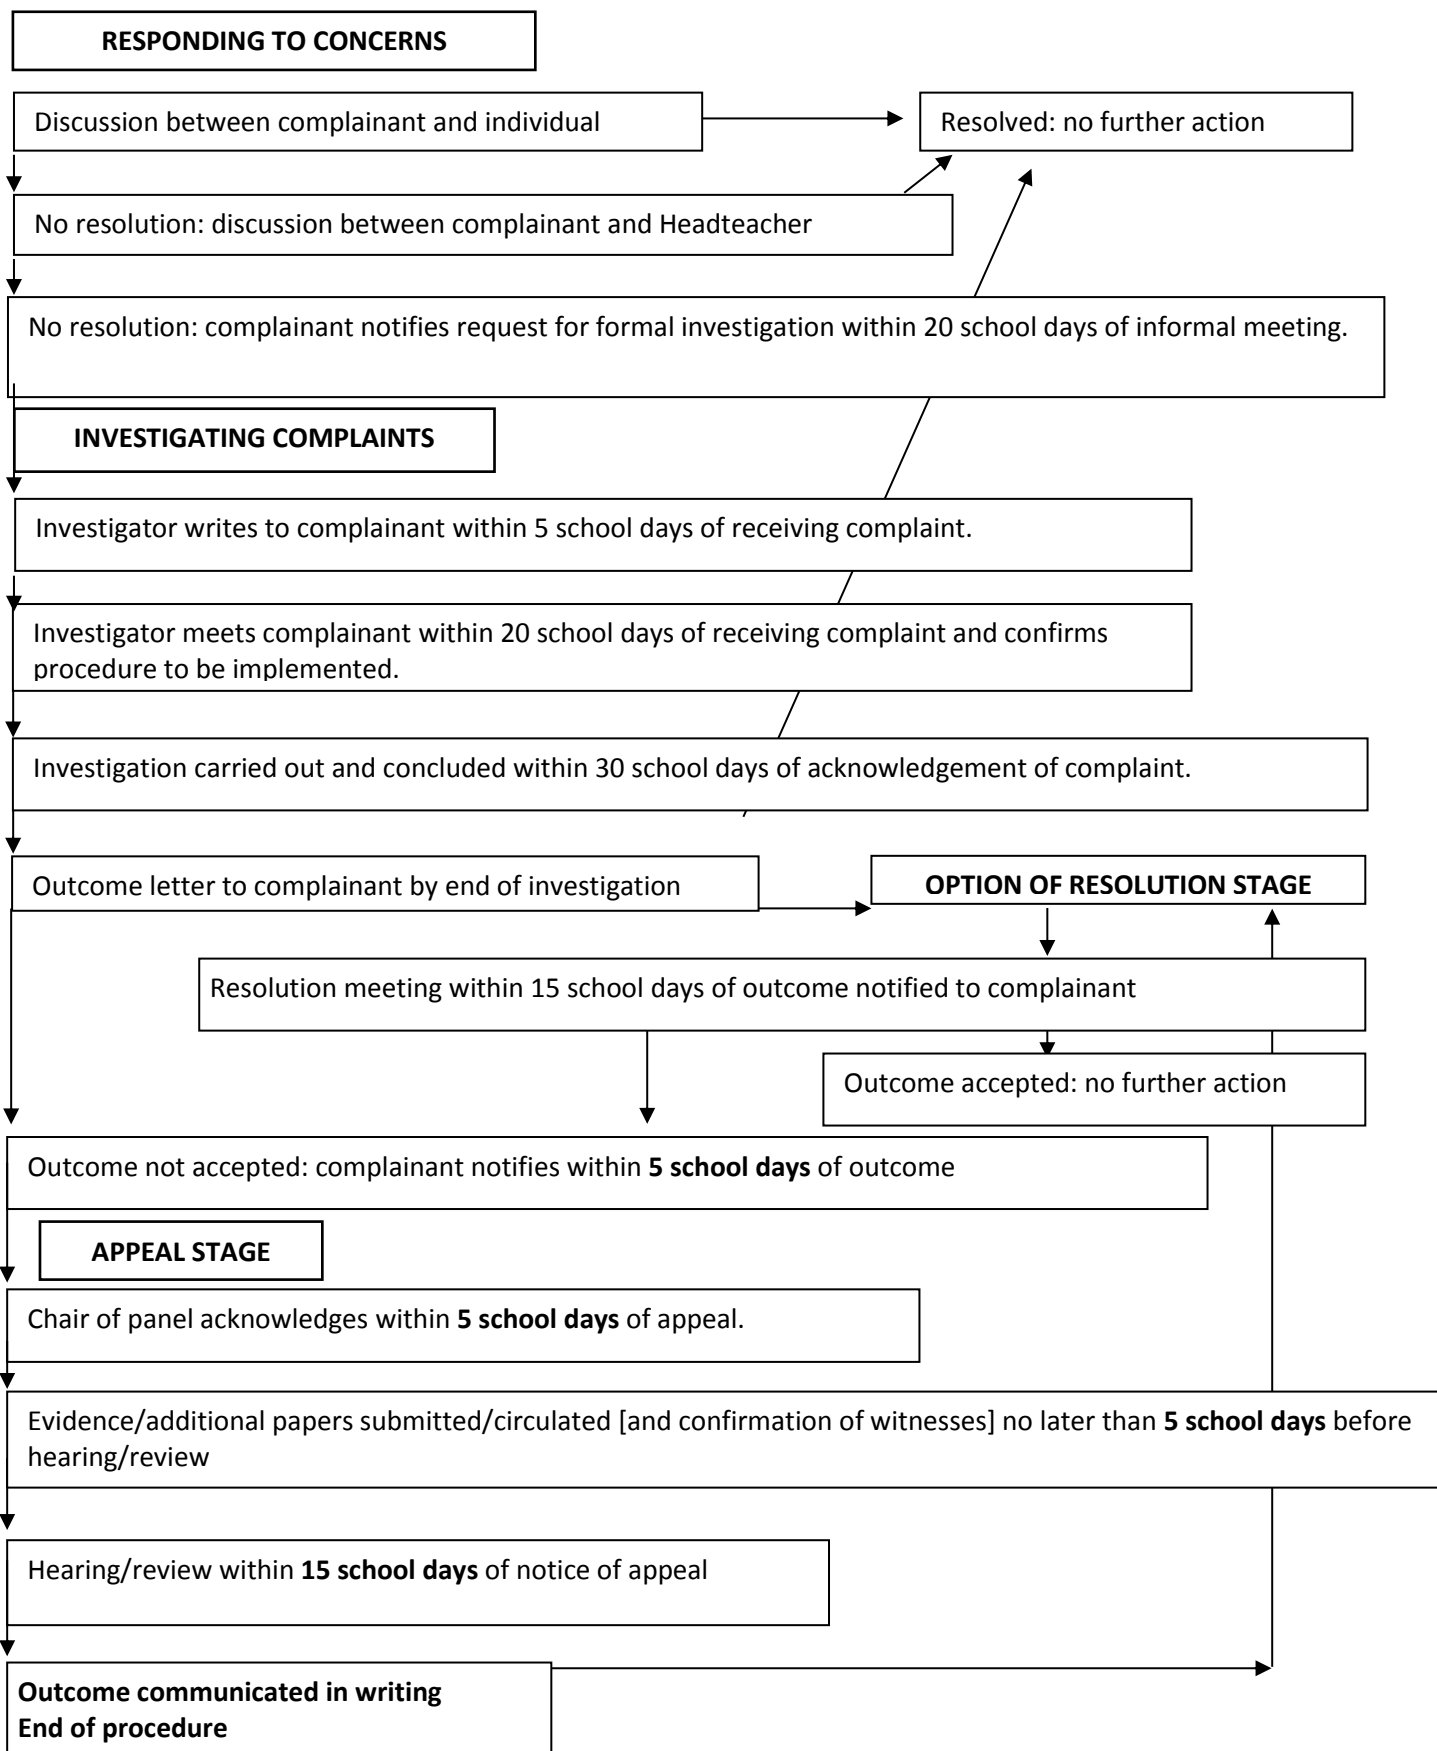 RESPONDING TO CONCERNS
Discussion between complainant and individual
Resolved: no further action
No resolution: discussion between complainant and Headteacher
No resolution: complainant notifies request for formal investigation within 20 school days of informal meeting.
INVESTIGATING COMPLAINTS
Investigator writes to complainant within 5 school days of receiving complaint.
Investigator meets complainant within 20 school days of receiving complaint and confirms
procedure to be implemented.
Investigation carried out and concluded within 30 school days of acknowledgement of complaint.
Outcome letter to complainant by end of investigation
OPTION OF RESOLUTION STAGE
Resolution meeting within 15 school days of outcome notified to complainant
Outcome accepted: no further action
Outcome not accepted: complainant notifies within 5 school days of outcome
APPEAL STAGE
Chair of panel acknowledges within 5 school days of appeal.
Evidence/additional papers submitted/circulated [and confirmation of witnesses] no later than 5 school days before
hearing/review
Hearing/review within 15 school days of notice of appeal
Outcome communicated in writing
End of procedure